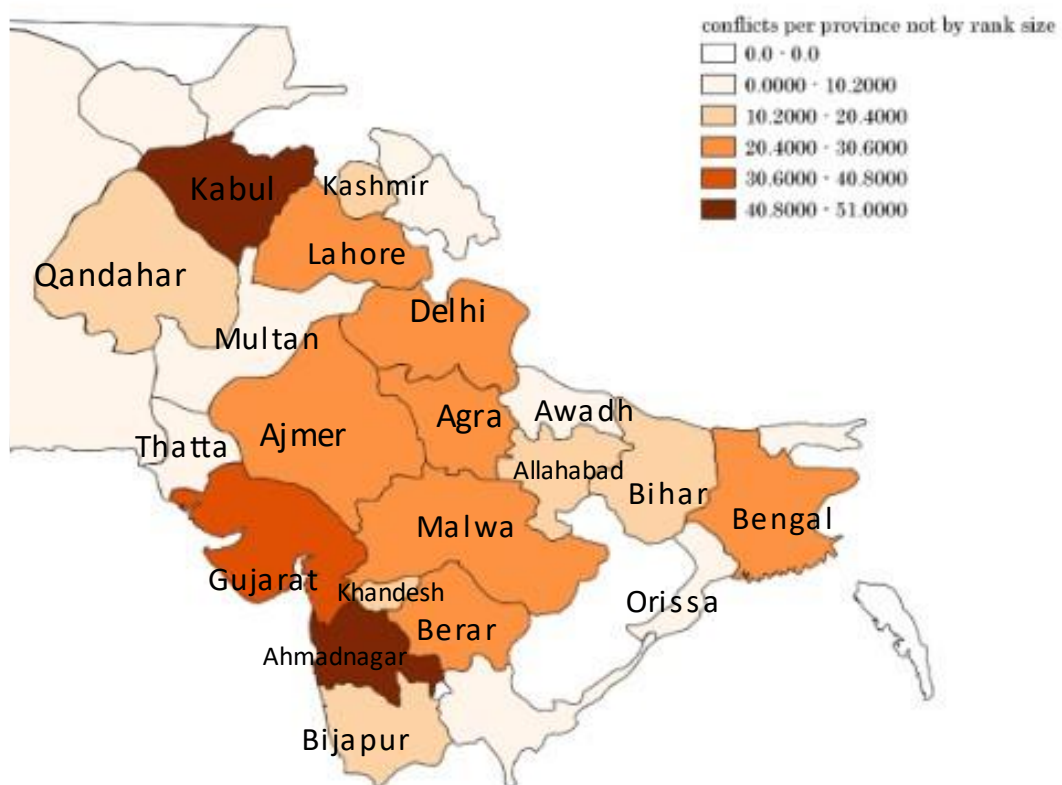 conflicts per province not by rank size
0.0 - 0.0
0.0000 - 10.2000
10.2000 - 20.4000
20.4000 - 30.6000
30.6000 - 40.8000
40.8000 - 51.0000
Kabul
Kashmir
Lahore
Qandahar
Delhi
Multan
Awadh
Agra
Ajmer
Thatta
Allahabad
Bihar
Bengal
Malwa
Gujarat
Khandesh
Orissa
Berar
Ahmadnagar
Bijapur